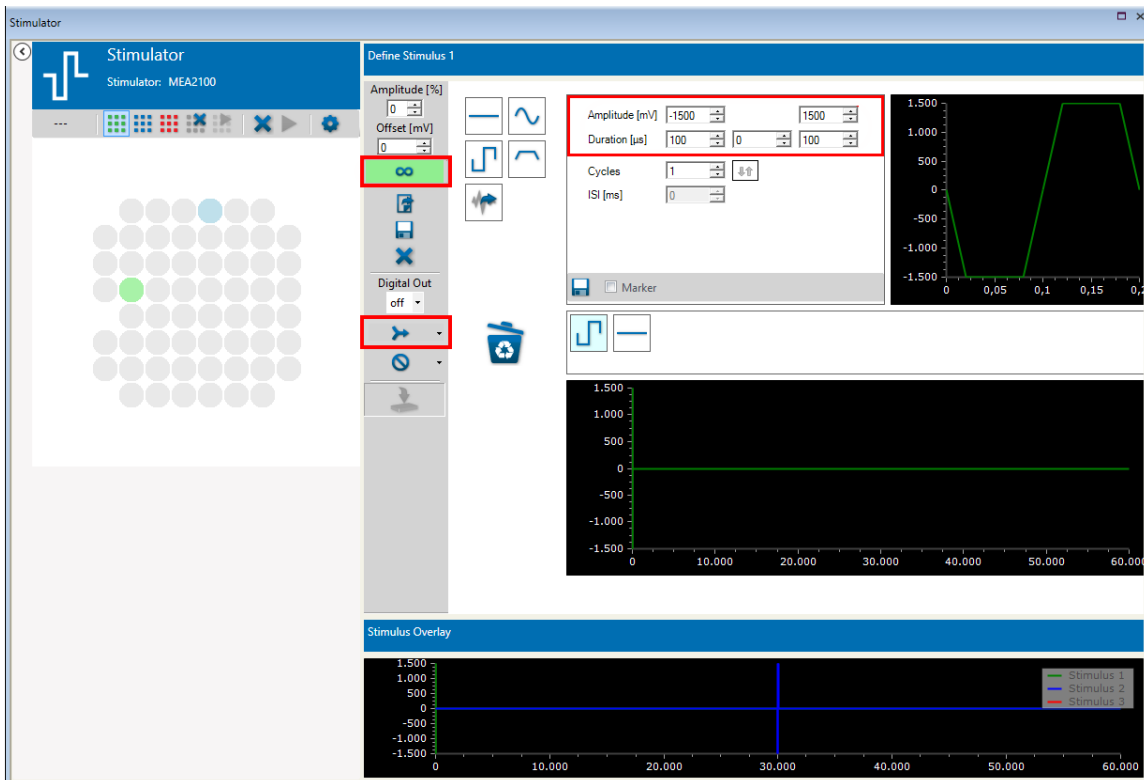 Stimulator
Stimulator
Stimulator: MEA2100
---
Define Stimulus 1
Amplitude [%]
0
Offset [mV]
0
∞
Digital Out
off
Amplitude [mV] -1500 1500
Duration [µs] 100 0 100
Cycles 1
ISI [ms] 0
Marker
1.500
1.000
500
0
-500
-1.000
-1.500
0 0,05 0,1 0,15 0,2
1.500
1.000
500
0
-500
-1.000
-1.500
0 10.000 20.000 30.000 40.000 50.000 60.000
Stimulus Overlay
1.500
1.000
500
0
-500
-1.000
-1.500
0 10.000 20.000 30.000 40.000 50.000 60.000
Stimulus 1
Stimulus 2
Stimulus 3